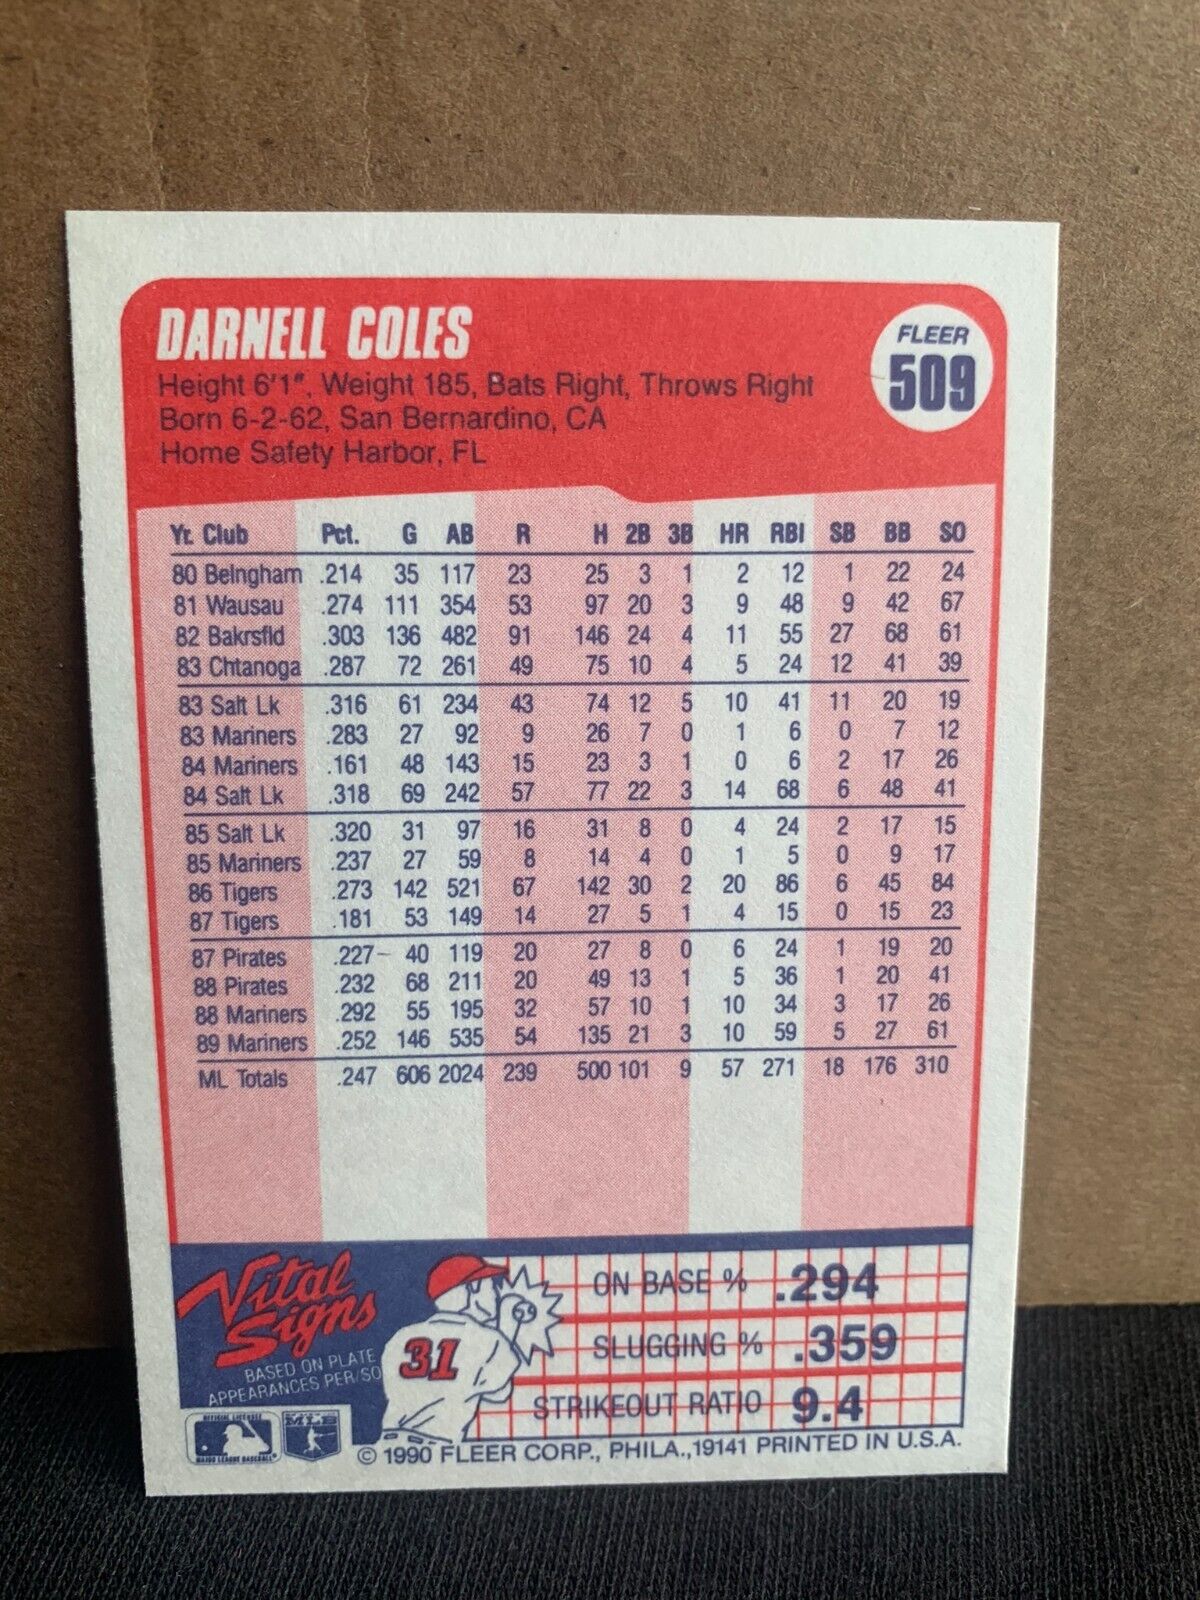 DARNELL COLES
FLEER
509
Height 6'1", Weight 185, Bats Right, Throws Right
Born 6-2-62, San Bernardino, CA
Home Safety Harbor, FL
Yr. Club Pct. G AB R H 2B 3B HR RBI SB BB SO
80 Belngham .214 35 117 23 25 3 1 2 12 1 22 24
81 Wausau .274 111 354 53 97 20 3 9 48 9 42 67
82 Bakrsfld .303 136 482 91 146 24 4 11 55 27 68 61
83 Chtanoga .287 72 261 49 75 10 4 5 24 12 41 39
83 Salt Lk .316 61 234 43 74 12 5 10 41 11 20 19
83 Mariners .283 27 92 9 26 7 0 1 6 0 7 12
84 Mariners .161 48 143 15 23 3 1 0 6 2 17 26
84 Salt Lk .318 69 242 57 77 22 3 14 68 6 48 41
85 Salt Lk .320 31 97 16 31 8 0 4 24 2 17 15
85 Mariners .237 27 59 8 14 4 0 1 5 0 9 17
86 Tigers .273 142 521 67 142 30 2 20 86 6 45 84
87 Tigers .181 53 149 14 27 5 1 4 15 0 15 23
87 Pirates .227 40 119 20 27 8 0 6 24 1 19 20
88 Pirates .232 68 211 20 49 13 1 5 36 1 20 41
88 Mariners .292 55 195 32 57 10 1 10 34 3 17 26
89 Mariners .252 146 535 54 135 21 3 10 59 5 27 61
ML Totals .247 606 2024 239 500 101 9 57 271 18 176 310
Vital Signs
BASED ON PLATE
APPEARANCES PER/SO
31
ON BASE % .294
SLUGGING % .359
STRIKEOUT RATIO 9.4
OFFICIAL LICENSEE
MAJOR LEAGUE BASEBALL
MLB
© 1990 FLEER CORP., PHILA.,19141 PRINTED IN U.S.A.